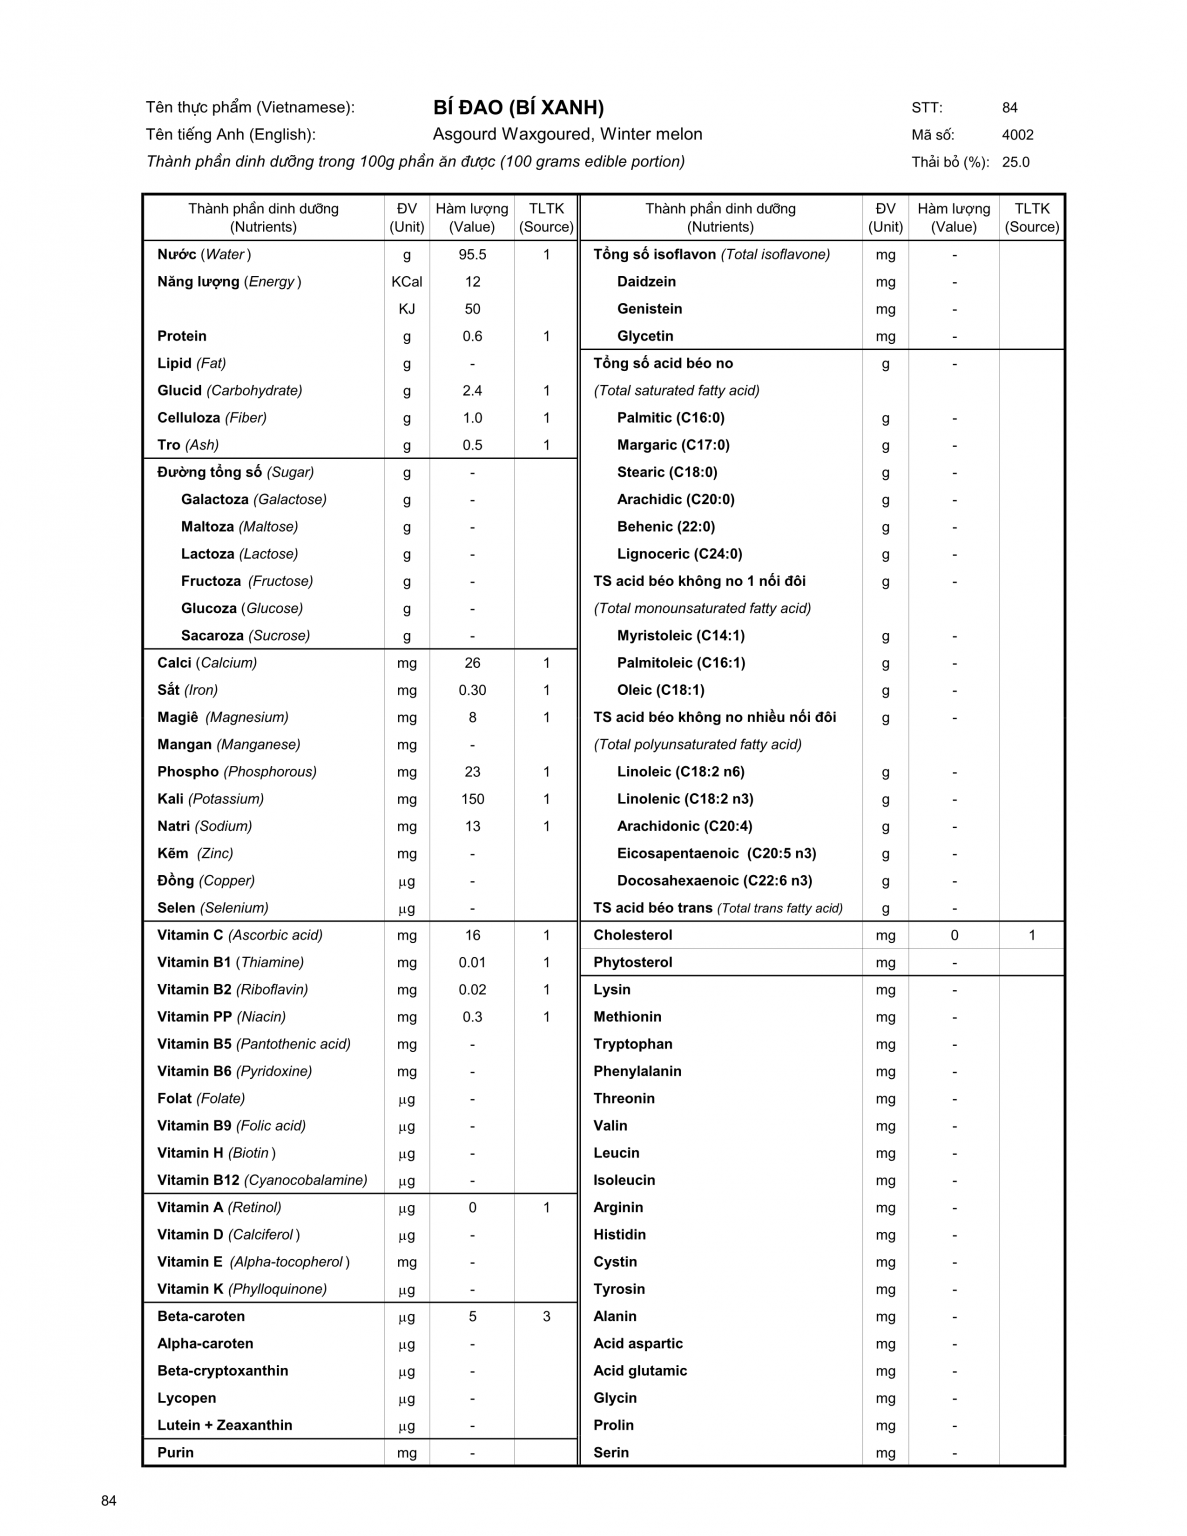 Tên thực phẩm (Vietnamese): BÍ ĐAO (BÍ XANH) STT: 84
Tên tiếng Anh (English): Asgourd Waxgoured, Winter melon Mã số: 4002
Thành phần dinh dưỡng trong 100g phần ăn được (100 grams edible portion) Thải bỏ (%): 25.0
Thành phần dinh dưỡng ĐV Hàm lượng TLTK Thành phần dinh dưỡng ĐV Hàm lượng TLTK
(Nutrients) (Unit) (Value) (Source) (Nutrients) (Unit) (Value) (Source)
Nước (Water) g 95.5 1 Tổng số isoflavon (Total isoflavone) mg -
Năng lượng (Energy) KCal 12 Daidzein mg -
KJ 50 Genistein mg -
Protein g 0.6 1 Glycetin mg -
Lipid (Fat) g - Tổng số acid béo no g -
Glucid (Carbohydrate) g 2.4 1 (Total saturated fatty acid)
Celluloza (Fiber) g 1.0 1 Palmitic (C16:0) g -
Tro (Ash) g 0.5 1 Margaric (C17:0) g -
Đường tổng số (Sugar) g - Stearic (C18:0) g -
Galactoza (Galactose) g - Arachidic (C20:0) g -
Maltoza (Maltose) g - Behenic (22:0) g -
Lactoza (Lactose) g - Lignoceric (C24:0) g -
Fructoza (Fructose) g - TS acid béo không no 1 nối đôi g -
Glucoza (Glucose) g - (Total monounsaturated fatty acid)
Sacaroza (Sucrose) g - Myristoleic (C14:1) g -
Calci (Calcium) mg 26 1 Palmitoleic (C16:1) g -
Sắt (Iron) mg 0.30 1 Oleic (C18:1) g -
Magiê (Magnesium) mg 8 1 TS acid béo không no nhiều nối đôi g -
Mangan (Manganese) mg - (Total polyunsaturated fatty acid)
Phospho (Phosphorous) mg 23 1 Linoleic (C18:2 n6) g -
Kali (Potassium) mg 150 1 Linolenic (C18:2 n3) g -
Natri (Sodium) mg 13 1 Arachidonic (C20:4) g -
Kẽm (Zinc) mg - Eicosapentaenoic (C20:5 n3) g -
Đồng (Copper) µg - Docosahexaenoic (C22:6 n3) g -
Selen (Selenium) µg - TS acid béo trans (Total trans fatty acid) g -
Vitamin C (Ascorbic acid) mg 16 1 Cholesterol mg 0 1
Vitamin B1 (Thiamine) mg 0.01 1 Phytosterol mg -
Vitamin B2 (Riboflavin) mg 0.02 1 Lysin mg -
Vitamin PP (Niacin) mg 0.3 1 Methionin mg -
Vitamin B5 (Pantothenic acid) mg - Tryptophan mg -
Vitamin B6 (Pyridoxine) mg - Phenylalanin mg -
Folat (Folate) µg - Threonin mg -
Vitamin B9 (Folic acid) µg - Valin mg -
Vitamin H (Biotin) µg - Leucin mg -
Vitamin B12 (Cyanocobalamine) µg - Isoleucin mg -
Vitamin A (Retinol) µg 0 1 Arginin mg -
Vitamin D (Calciferol) µg - Histidin mg -
Vitamin E (Alpha-tocopherol) mg - Cystin mg -
Vitamin K (Phylloquinone) µg - Tyrosin mg -
Beta-caroten µg 5 3 Alanin mg -
Alpha-caroten µg - Acid aspartic mg -
Beta-cryptoxanthin µg - Acid glutamic mg -
Lycopen µg - Glycin mg -
Lutein + Zeaxanthin µg - Prolin mg -
Purin mg - Serin mg -
84